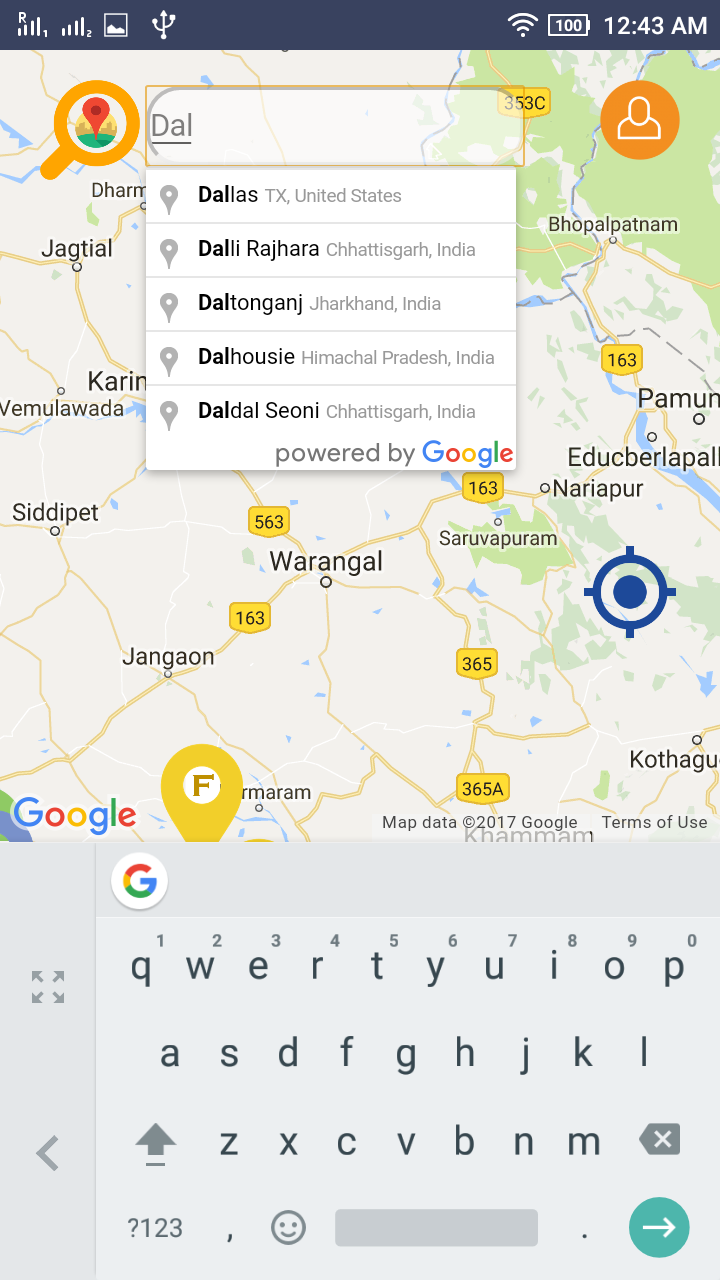 R 1 2 100 12:43 AM
353C
Dal
Dharm
Dallas TX, United States
Jagtial
Bhopalpatnam
Dalli Rajhara Chhattisgarh, India
Daltonganj Jharkhand, India
163
Dalhousie Himachal Pradesh, India
Karin
Pamun
Vemulawada
Daldal Seoni Chhattisgarh, India
powered by Google
Educberlapall
163
Nariapur
Siddipet
563
Saruvapuram
Warangal
163
Jangaon
365
Kothagu
F
rmaram
365A
Google
Map data ©2017 Google Terms of Use
Khammam
G
1 2 3 4 5 6 7 8 9 0
q w e r t y u i o p
a s d f g h j k l
z x c v b n m
?123 , .